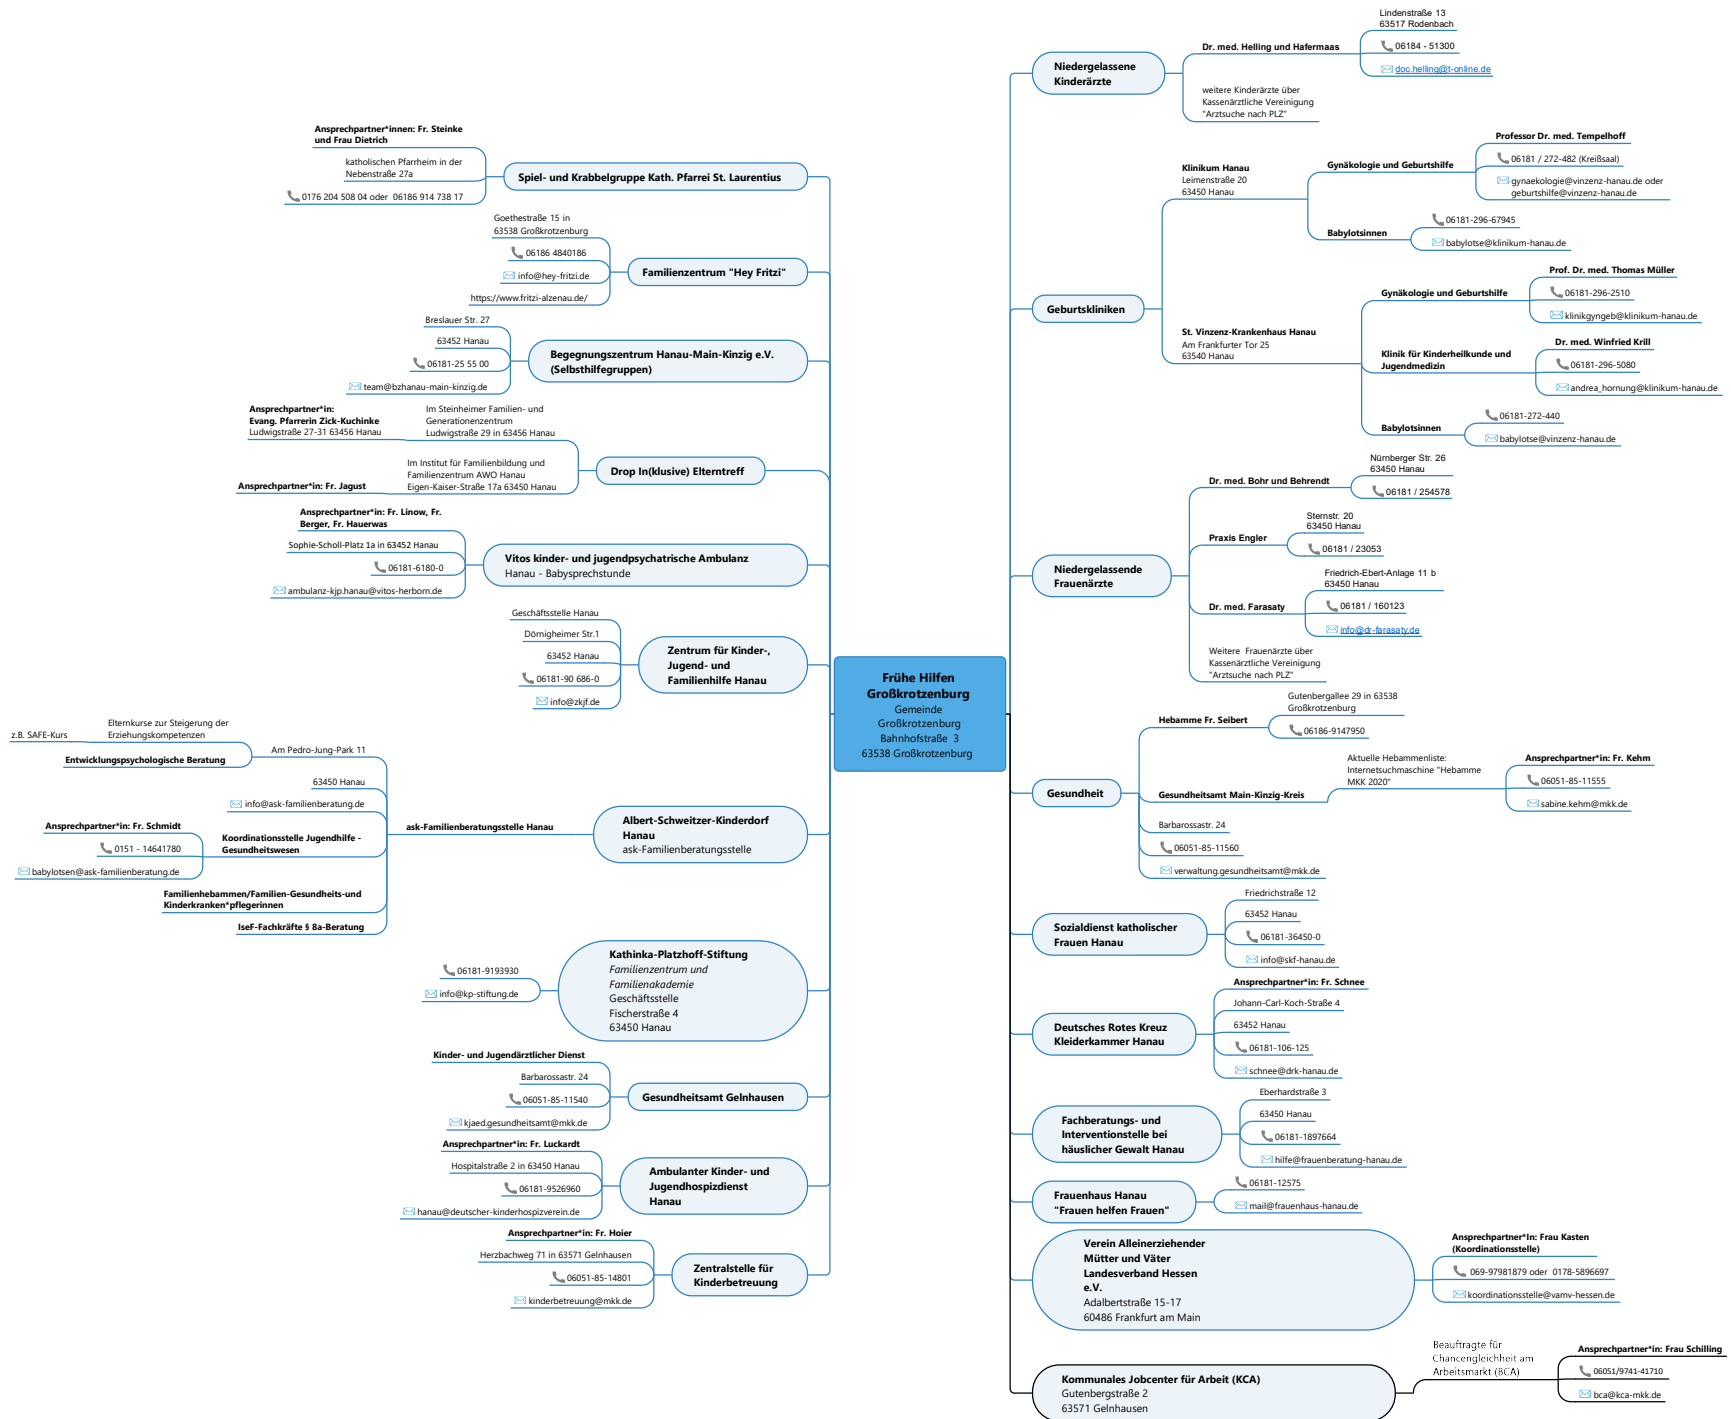 Frühe Hilfen
Großkrotzenburg
Gemeinde
Großkrotzenburg
Bahnhofstraße 3
63538 Großkrotzenburg
Niedergelassene
Kinderärzte
Dr. med. Helling und Hafermaas
Lindenstraße 13
63517 Rodenbach
06184 - 51300
doc.helling@t-online.de
weitere Kinderärzte über
Kassenärztliche Vereinigung
"Arztsuche nach PLZ"
Geburtskliniken
Klinikum Hanau
Leimenstraße 20
63450 Hanau
Gynäkologie und Geburtshilfe
Professor Dr. med. Tempelhoff
06181 / 272-482 (Kreißsaal)
gynaekologie@vinzenz-hanau.de oder
geburtshilfe@vinzenz-hanau.de
Babylotsinnen
06181-296-67945
babylotse@klinikum-hanau.de
St. Vinzenz-Krankenhaus Hanau
Am Frankfurter Tor 25
63540 Hanau
Gynäkologie und Geburtshilfe
Prof. Dr. med. Thomas Müller
06181-296-2510
klinikgyngeb@klinikum-hanau.de
Klinik für Kinderheilkunde und
Jugendmedizin
Dr. med. Winfried Krill
06181-296-5080
andrea_hornung@klinikum-hanau.de
Babylotsinnen
06181-272-440
babylotse@vinzenz-hanau.de
Niedergelassende
Frauenärzte
Dr. med. Bohr und Behrendt
Nürnberger Str. 26
63450 Hanau
06181 / 254578
Praxis Engler
Sternstr. 20
63450 Hanau
06181 / 23053
Dr. med. Farasaty
Friedrich-Ebert-Anlage 11 b
63450 Hanau
06181 / 160123
info@dr-farasaty.de
Weitere Frauenärzte über
Kassenärztliche Vereinigung
"Arztsuche nach PLZ"
Gesundheit
Hebamme Fr. Seibert
Gutenbergallee 29 in 63538
Großkrotzenburg
06186-9147950
Gesundheitsamt Main-Kinzig-Kreis
Aktuelle Hebammenliste:
Internetsuchmaschine "Hebamme
MKK 2020"
Ansprechpartner*in: Fr. Kehm
06051-85-11555
sabine.kehm@mkk.de
Barbarossastr. 24
06051-85-11560
verwaltung.gesundheitsamt@mkk.de
Sozialdienst katholischer
Frauen Hanau
Friedrichstraße 12
63452 Hanau
06181-36450-0
info@skf-hanau.de
Deutsches Rotes Kreuz
Kleiderkammer Hanau
Ansprechpartner*in: Fr. Schnee
Johann-Carl-Koch-Straße 4
63452 Hanau
06181-106-125
schnee@drk-hanau.de
Fachberatungs- und
Interventionstelle bei
häuslicher Gewalt Hanau
Eberhardstraße 3
63450 Hanau
06181-1897664
hilfe@frauenberatung-hanau.de
Frauenhaus Hanau
"Frauen helfen Frauen"
06181-12575
mail@frauenhaus-hanau.de
Verein Alleinerziehender
Mütter und Väter
Landesverband Hessen
e.V.
Adalbertstraße 15-17
60486 Frankfurt am Main
Ansprechpartner*In: Frau Kasten
(Koordinationsstelle)
069-97981879 oder 0178-5896697
koordinationsstelle@vamv-hessen.de
Kommunales Jobcenter für Arbeit (KCA)
Gutenbergstraße 2
63571 Gelnhausen
Beauftragte für
Chancengleichheit am
Arbeitsmarkt (BCA)
Ansprechpartner*in: Frau Schilling
06051/9741-41710
bca@kca-mkk.de
Spiel- und Krabbelgruppe Kath. Pfarrei St. Laurentius
Ansprechpartner*innen: Fr. Steinke
und Frau Dietrich
katholischen Pfarrheim in der
Nebenstraße 27a
0176 204 508 04 oder 06186 914 738 17
Familienzentrum "Hey Fritzi"
Goethestraße 15 in
63538 Großkrotzenburg
06186 4840186
info@hey-fritzi.de
https://www.fritzi-alzenau.de/
Begegnungszentrum Hanau-Main-Kinzig e.V.
(Selbsthilfegruppen)
Breslauer Str. 27
63452 Hanau
06181-25 55 00
team@bzhanau-main-kinzig.de
Drop In(klusive) Elterntreff
Im Steinheimer Familien- und
Generationenzentrum
Ludwigstraße 29 in 63456 Hanau
Ansprechpartner*in:
Evang. Pfarrerin Zick-Kuchinke
Ludwigstraße 27-31 63456 Hanau
Im Institut für Familienbildung und
Familienzentrum AWO Hanau
Eigen-Kaiser-Straße 17a 63450 Hanau
Ansprechpartner*in: Fr. Jagust
Vitos kinder- und jugendpsychatrische Ambulanz
Hanau - Babysprechstunde
Ansprechpartner*in: Fr. Linow, Fr.
Berger, Fr. Hauerwas
Sophie-Scholl-Platz 1a in 63452 Hanau
06181-6180-0
ambulanz-kjp.hanau@vitos-herborn.de
Zentrum für Kinder-,
Jugend- und
Familienhilfe Hanau
Geschäftsstelle Hanau
Dörnigheimer Str.1
63452 Hanau
06181-90 686-0
info@zkjf.de
Albert-Schweitzer-Kinderdorf
Hanau
ask-Familienberatungsstelle
ask-Familienberatungsstelle Hanau
Am Pedro-Jung-Park 11
Elternkurse zur Steigerung der
Erziehungskompetenzen
z.B. SAFE-Kurs
Entwicklungspsychologische Beratung
63450 Hanau
info@ask-familienberatung.de
Koordinationsstelle Jugendhilfe -
Gesundheitswesen
Ansprechpartner*in: Fr. Schmidt
0151 - 14641780
babylotsen@ask-familienberatung.de
Familienhebammen/Familien-Gesundheits-und
Kinderkranken*pflegerinnen
IseF-Fachkräfte § 8a-Beratung
Kathinka-Platzhoff-Stiftung
Familienzentrum und
Familienakademie
Geschäftsstelle
Fischerstraße 4
63450 Hanau
06181-9193930
info@kp-stiftung.de
Gesundheitsamt Gelnhausen
Kinder- und Jugendärztlicher Dienst
Barbarossastr. 24
06051-85-11540
kjaed.gesundheitsamt@mkk.de
Ambulanter Kinder- und
Jugendhospizdienst
Hanau
Ansprechpartner*in: Fr. Luckardt
Hospitalstraße 2 in 63450 Hanau
06181-9526960
hanau@deutscher-kinderhospizverein.de
Zentralstelle für
Kinderbetreuung
Ansprechpartner*in: Fr. Hoier
Herzbachweg 71 in 63571 Gelnhausen
06051-85-14801
kinderbetreuung@mkk.de